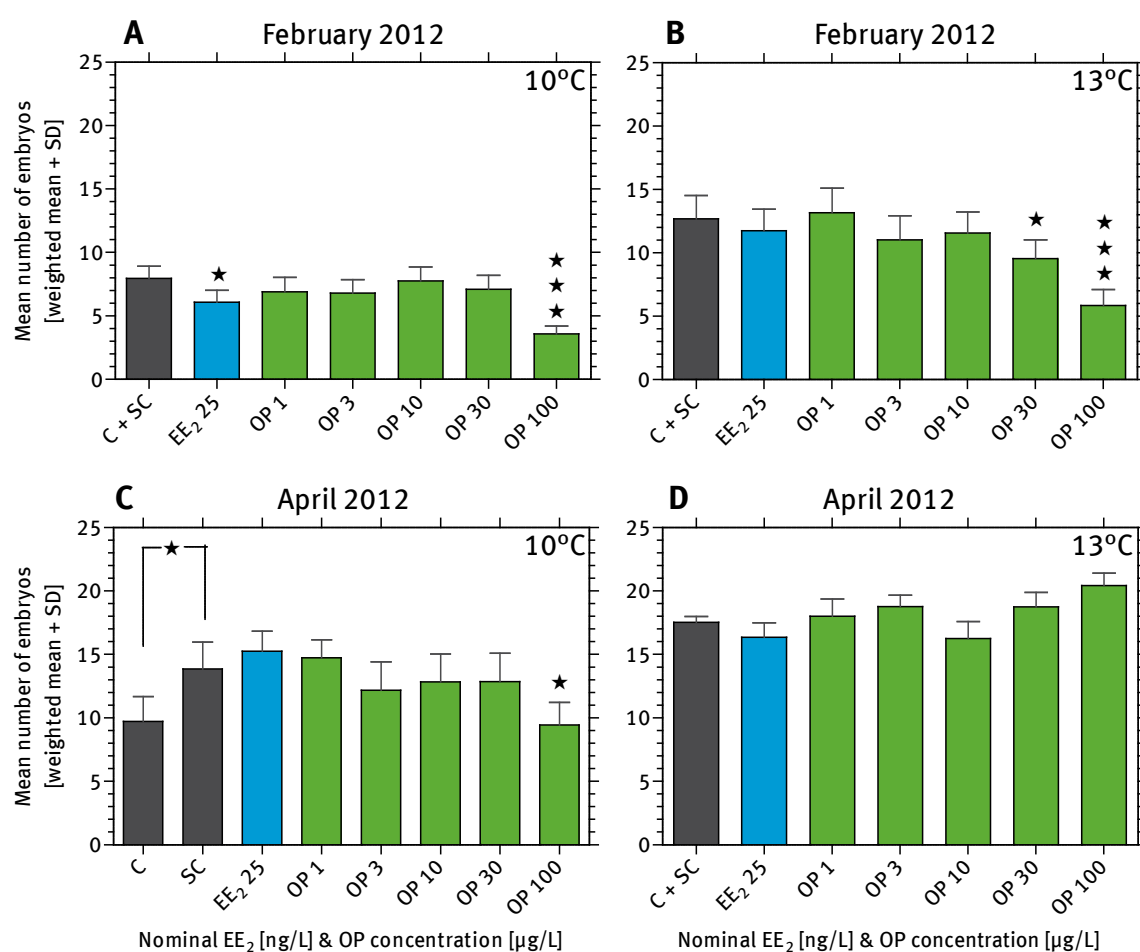 A February 2012
10°C
Mean number of embryos
[weighted mean + SD]
25
20
15
10
5
0
★
★
★
★
C + SC
EE₂ 25
OP 1
OP 3
OP 10
OP 30
OP 100
B February 2012
13°C
25
20
15
10
5
0
★
★
★
★
C + SC
EE₂ 25
OP 1
OP 3
OP 10
OP 30
OP 100
C April 2012
10°C
Mean number of embryos
[weighted mean + SD]
25
20
15
10
5
0
★
★
C
SC
EE₂ 25
OP 1
OP 3
OP 10
OP 30
OP 100
Nominal EE₂ [ng/L] & OP concentration [µg/L]
D April 2012
13°C
25
20
15
10
5
0
C + SC
EE₂ 25
OP 1
OP 3
OP 10
OP 30
OP 100
Nominal EE₂ [ng/L] & OP concentration [µg/L]